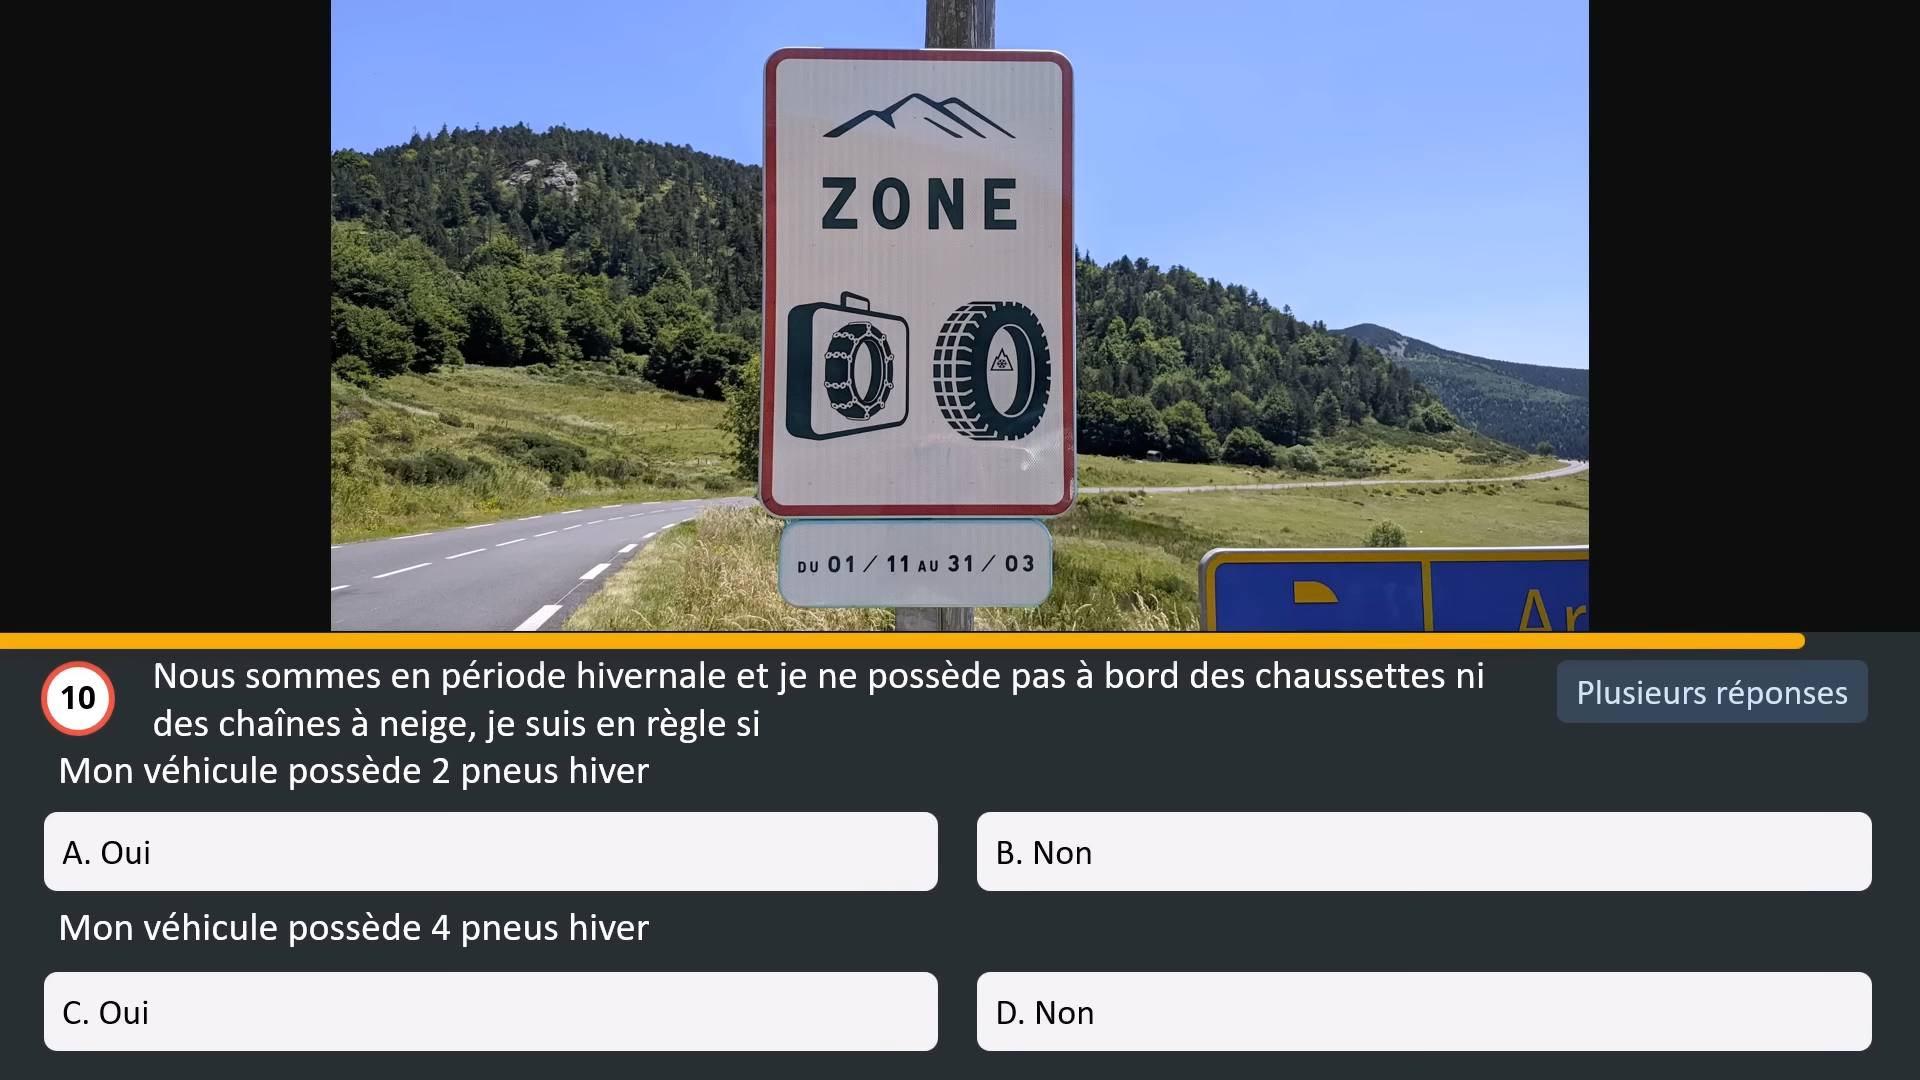 ZONE
DU 01 / 11 AU 31 / 03
Ar
10
Nous sommes en période hivernale et je ne possède pas à bord des chaussettes ni
des chaînes à neige, je suis en règle si
Plusieurs réponses
Mon véhicule possède 2 pneus hiver
A. Oui
B. Non
Mon véhicule possède 4 pneus hiver
C. Oui
D. Non